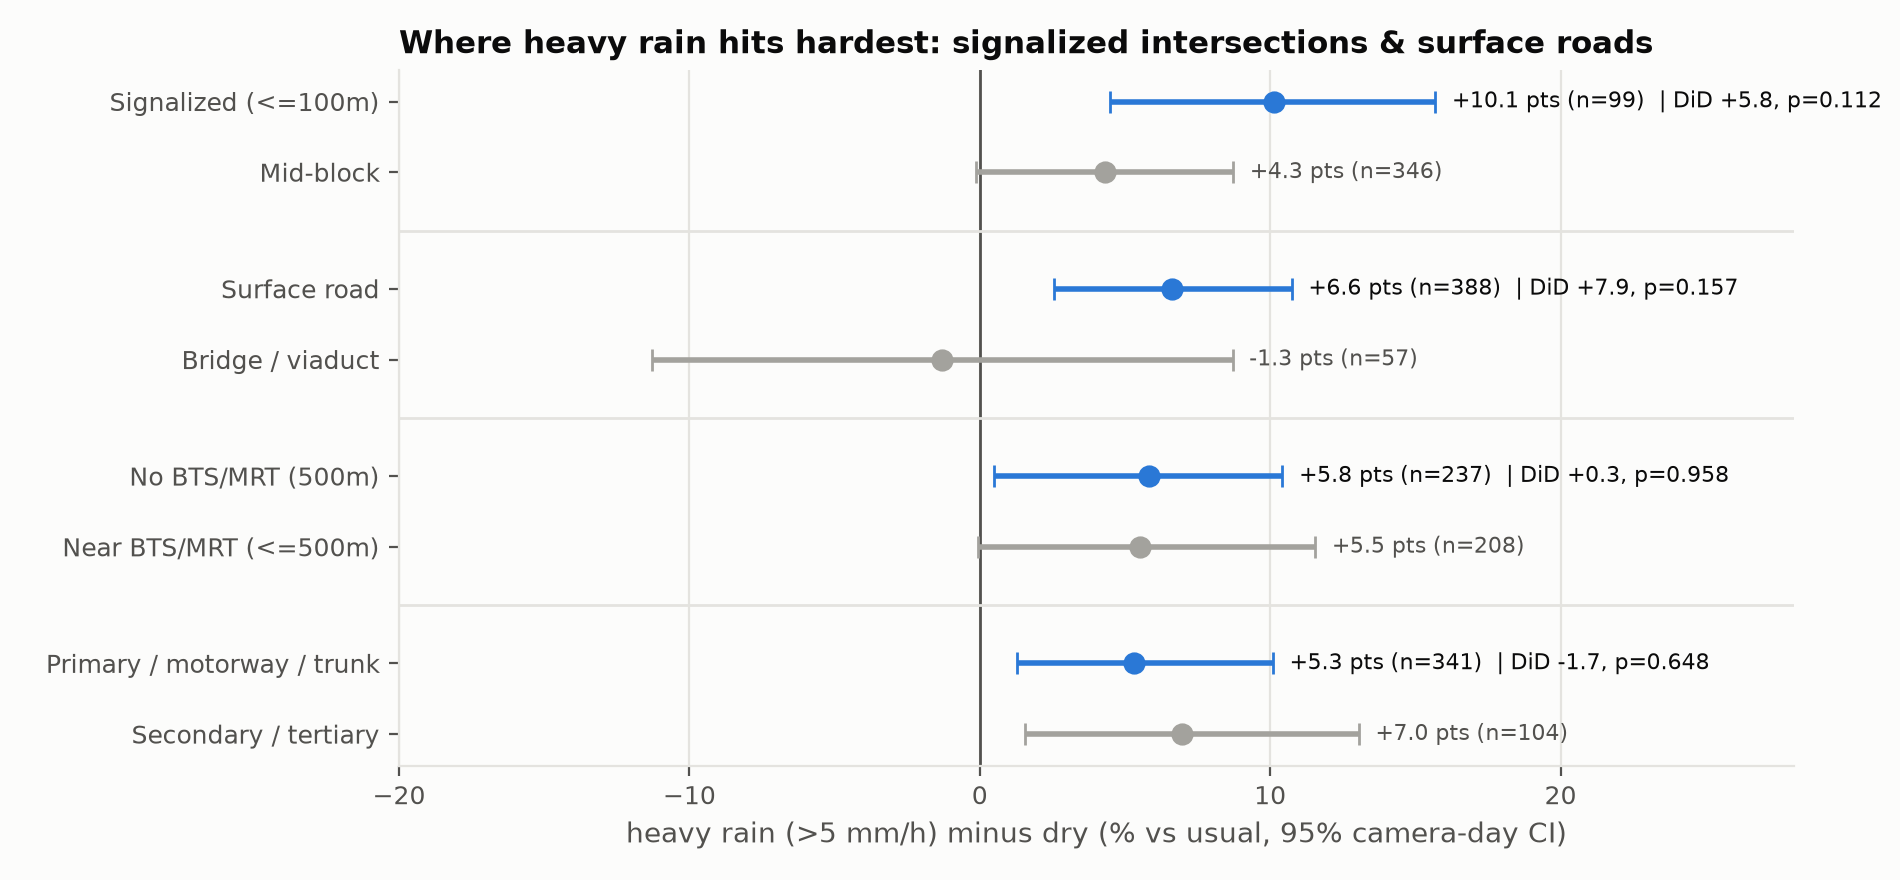 Where heavy rain hits hardest: signalized intersections & surface roads
Signalized (<=100m)
+10.1 pts (n=99)  | DiD +5.8, p=0.112
Mid-block
+4.3 pts (n=346)
Surface road
+6.6 pts (n=388)  | DiD +7.9, p=0.157
Bridge / viaduct
-1.3 pts (n=57)
No BTS/MRT (500m)
+5.8 pts (n=237)  | DiD +0.3, p=0.958
Near BTS/MRT (<=500m)
+5.5 pts (n=208)
Primary / motorway / trunk
+5.3 pts (n=341)  | DiD -1.7, p=0.648
Secondary / tertiary
+7.0 pts (n=104)
−20 −10 0 10 20
heavy rain (>5 mm/h) minus dry (% vs usual, 95% camera-day CI)